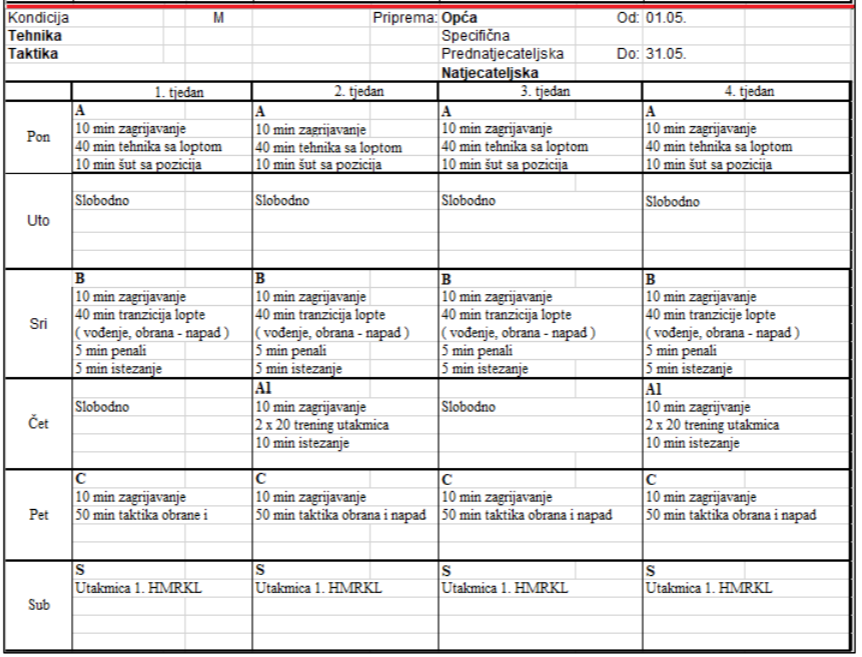 Kondicija M Priprema: Opća Od: 01.05.
Tehnika Specifična
Taktika Prednatjecateljska Do: 31.05.
Natjecateljska
1. tjedan 2. tjedan 3. tjedan 4. tjedan
Pon
A A A A
10 min zagrijavanje 10 min zagrijavanje 10 min zagrijavanje 10 min zagrijavanje
40 min tehnika sa loptom 40 min tehnika sa loptom 40 min tehnika sa loptom 40 min tehnika sa loptom
10 min šut sa pozicija 10 min šut sa pozicija 10 min šut sa pozicija 10 min šut sa pozicija
Uto
Slobodno Slobodno Slobodno Slobodno
Sri
B B B B
10 min zagrijavanje 10 min zagrijavanje 10 min zagrijavanje 10 min zagrijavanje
40 min tranzicija lopte 40 min tranzicija lopte 40 min tranzicija lopte 40 min tranzicije lopte
( vođenje, obrana - napad ) ( vođenje, obrana - napad ) ( vođenje, obrana - napad ) ( vođenje, obrana - napad )
5 min penali 5 min penali 5 min penali 5 min penali
5 min istezanje 5 min istezanje 5 min istezanje 5 min istezanje
Čet
A1 A1
Slobodno 10 min zagrijavanje Slobodno 10 min zagrijvanje
2 x 20 trening utakmica 2 x 20 trening utakmica
10 min istezanje 10 min istezanje
Pet
C C C C
10 min zagrijavanje 10 min zagrijavanje 10 min zagrijavanje 10 min zagrijavanje
50 min taktika obrane i 50 min taktika obrana i napad 50 min taktika obrana i napad 50 min taktika obrana i napad
Sub
S S S S
Utakmica 1. HMRKL Utakmica 1. HMRKL Utakmica 1. HMRKL Utakmica 1. HMRKL